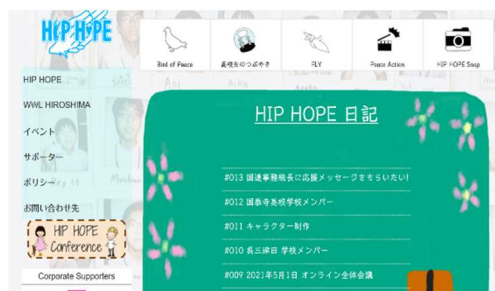 HIP HOPE
Bird of Peace
高校生のつぶやき
FLY
Peace Action
HIP HOPE Snap
HIP HOPE
WWL HIROSHIMA
イベント
サポーター
ポリシー
お問い合わせ先
HIP HOPE
Conference
Corporate Supporters
HIP HOPE 日記
#013 国連事務総長に応援メッセージをもらいたい!
#012 国泰寺高校学校メンバー
#011 キャラクター制作
#010 呉三津田 学校メンバー
#009 2021年5月1日 オンライン全体会議